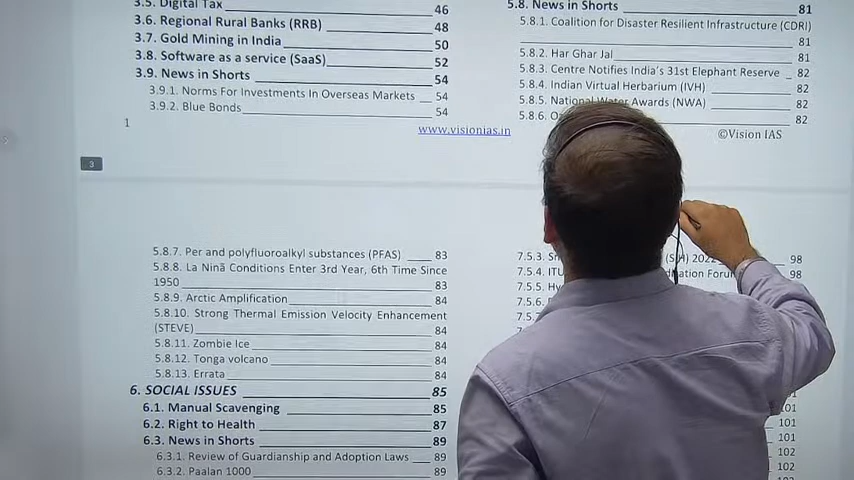 3.5. Digital Tax 46
3.6. Regional Rural Banks (RRB) 48
3.7. Gold Mining in India 50
3.8. Software as a service (SaaS) 52
3.9. News in Shorts 54
3.9.1. Norms For Investments In Overseas Markets 54
3.9.2. Blue Bonds 54
5.8. News in Shorts 81
5.8.1. Coalition for Disaster Resilient Infrastructure (CDRI)
81
5.8.2. Har Ghar Jal 81
5.8.3. Centre Notifies India's 31st Elephant Reserve 82
5.8.4. Indian Virtual Herbarium (IVH) 82
5.8.5. National Water Awards (NWA) 82
5.8.6. 82
1
www.visionias.in
©Vision IAS
3
5.8.7. Per and polyfluoroalkyl substances (PFAS) 83
5.8.8. La Ninã Conditions Enter 3rd Year, 6th Time Since
1950 83
5.8.9. Arctic Amplification 84
5.8.10. Strong Thermal Emission Velocity Enhancement
(STEVE) 84
5.8.11. Zombie Ice 84
5.8.12. Tonga volcano 84
5.8.13. Errata 84
6. SOCIAL ISSUES 85
6.1. Manual Scavenging 85
6.2. Right to Health 87
6.3. News in Shorts 89
6.3.1. Review of Guardianship and Adoption Laws 89
6.3.2. Paalan 1000 89
7.5.3. 98
7.5.4. ITU 98
7.5.5.
7.5.6.
101
101
101
102